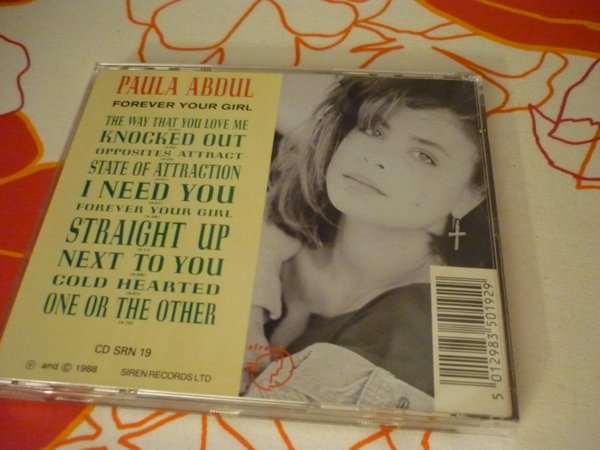 PAULA ABDUL
FOREVER YOUR GIRL
THE WAY THAT YOU LOVE ME
KNOCKED OUT
OPPOSITES ATTRACT
STATE OF ATTRACTION
I NEED YOU
FOREVER YOUR GIRL
STRAIGHT UP
NEXT TO YOU
COLD HEARTED
ONE OR THE OTHER
CD SRN 19
℗ and © 1988
SIREN RECORDS LTD
siren
5 012983 501929